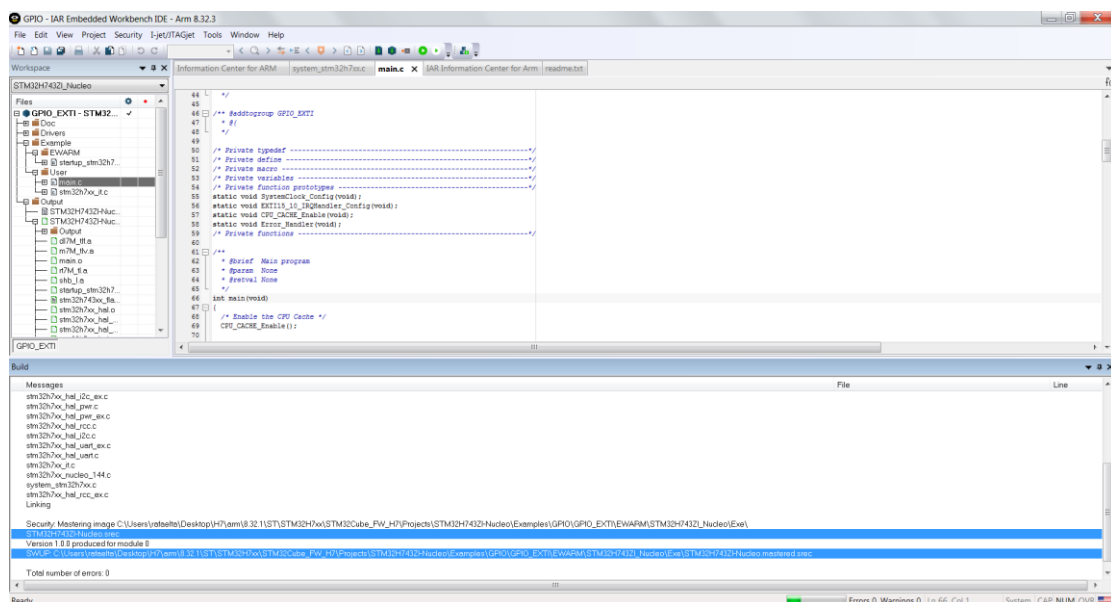 GPIO - IAR Embedded Workbench IDE - Arm 8.32.3
File Edit View Project Security I-jet/JTAGjet Tools Window Help
Workspace
Information Center for ARM system_stm32h7xx.c main.c IAR Information Center for Arm readme.txt
STM32H743ZI_Nucleo
Files
GPIO_EXTI - STM32...
Doc
Drivers
Example
EWARM
startup_stm32h7...
User
main.c
stm32h7xx_it.c
Output
STM32H743ZI-Nuc...
STM32H743ZI-Nuc...
Output
dl7M_tlf.a
m7M_tlv.a
main.o
rt7M_tl.a
shb_l.a
startup_stm32h7...
stm32h743xx_fla...
stm32h7xx_hal.o
stm32h7xx_hal_...
stm32h7xx_hal_...
GPIO_EXTI
44 */
45
46 /** @addtogroup GPIO_EXTI
47 * @{
48 */
49
50 /* Private typedef -----------------------------------------------------------*/
51 /* Private define ------------------------------------------------------------*/
52 /* Private macro -------------------------------------------------------------*/
53 /* Private variables ---------------------------------------------------------*/
54 /* Private function prototypes -----------------------------------------------*/
55 static void SystemClock_Config(void);
56 static void EXTI15_10_IRQHandler_Config(void);
57 static void CPU_CACHE_Enable(void);
58 static void Error_Handler(void);
59 /* Private functions ---------------------------------------------------------*/
60
61 /**
62 * @brief Main program
63 * @param None
64 * @retval None
65 */
66 int main(void)
67 {
68 /* Enable the CPU Cache */
69 CPU_CACHE_Enable();
70
Build
Messages File Line
stm32h7xx_hal_i2c_ex.c
stm32h7xx_hal_pwr.c
stm32h7xx_hal_pwr_ex.c
stm32h7xx_hal_rcc.c
stm32h7xx_hal_i2c.c
stm32h7xx_hal_uart_ex.c
stm32h7xx_hal_uart.c
stm32h7xx_it.c
stm32h7xx_nucleo_144.c
system_stm32h7xx.c
stm32h7xx_hal_rcc_ex.c
Linking
Security: Mastering image C:\Users\rafaelta\Desktop\H7\arm\8.32.1\ST\STM32H7xx\STM32Cube_FW_H7\Projects\STM32H743ZI-Nucleo\Examples\GPIO\GPIO_EXTI\EWARM\STM32H743ZI_Nucleo\Exe\
STM32H743ZI-Nucleo.srec
Version 1.0.0 produced for module 0
SWUP: C:\Users\rafaelta\Desktop\H7\arm\8.32.1\ST\STM32H7xx\STM32Cube_FW_H7\Projects\STM32H743ZI-Nucleo\Examples\GPIO\GPIO_EXTI\EWARM\STM32H743ZI_Nucleo\Exe\STM32H743ZI-Nucleo.mastered.srec
Total number of errors: 0
Ready Errors 0, Warnings 0 Ln 66, Col 1 System CAP NUM OVR